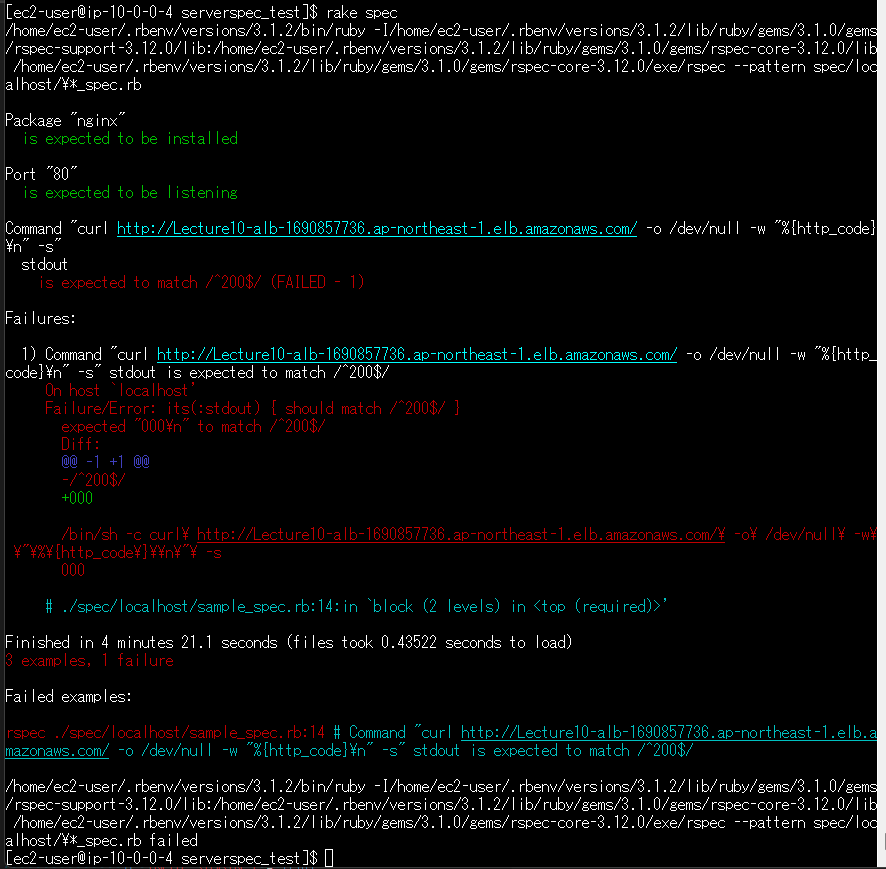 [ec2-user@ip-10-0-0-4 serverspec_test]$ rake spec
/home/ec2-user/.rbenv/versions/3.1.2/bin/ruby -I/home/ec2-user/.rbenv/versions/3.1.2/lib/ruby/gems/3.1.0/gems
/rspec-support-3.12.0/lib:/home/ec2-user/.rbenv/versions/3.1.2/lib/ruby/gems/3.1.0/gems/rspec-core-3.12.0/lib
/home/ec2-user/.rbenv/versions/3.1.2/lib/ruby/gems/3.1.0/gems/rspec-core-3.12.0/exe/rspec --pattern spec/loc
alhost/¥*_spec.rb
Package "nginx"
is expected to be installed
Port "80"
is expected to be listening
Command "curl http://Lecture10-alb-1690857736.ap-northeast-1.elb.amazonaws.com/ -o /dev/null -w "%{http_code}
¥n" -s"
stdout
is expected to match /^200$/ (FAILED - 1)
Failures:
1) Command "curl http://Lecture10-alb-1690857736.ap-northeast-1.elb.amazonaws.com/ -o /dev/null -w "%{http_
code}¥n" -s" stdout is expected to match /^200$/
On host `localhost'
Failure/Error: its(:stdout) { should match /^200$/ }
expected "000¥n" to match /^200$/
Diff:
@@ -1 +1 @@
-/^200$/
+000
/bin/sh -c curl¥ http://Lecture10-alb-1690857736.ap-northeast-1.elb.amazonaws.com/¥ -o¥ /dev/null¥ -w¥
¥"¥%¥{http_code¥}¥¥n¥"¥ -s
000
# ./spec/localhost/sample_spec.rb:14:in `block (2 levels) in <top (required)>'
Finished in 4 minutes 21.1 seconds (files took 0.43522 seconds to load)
3 examples, 1 failure
Failed examples:
rspec ./spec/localhost/sample_spec.rb:14 # Command "curl http://Lecture10-alb-1690857736.ap-northeast-1.elb.a
mazonaws.com/ -o /dev/null -w "%{http_code}¥n" -s" stdout is expected to match /^200$/
/home/ec2-user/.rbenv/versions/3.1.2/bin/ruby -I/home/ec2-user/.rbenv/versions/3.1.2/lib/ruby/gems/3.1.0/gems
/rspec-support-3.12.0/lib:/home/ec2-user/.rbenv/versions/3.1.2/lib/ruby/gems/3.1.0/gems/rspec-core-3.12.0/lib
/home/ec2-user/.rbenv/versions/3.1.2/lib/ruby/gems/3.1.0/gems/rspec-core-3.12.0/exe/rspec --pattern spec/loc
alhost/¥*_spec.rb failed
[ec2-user@ip-10-0-0-4 serverspec_test]$